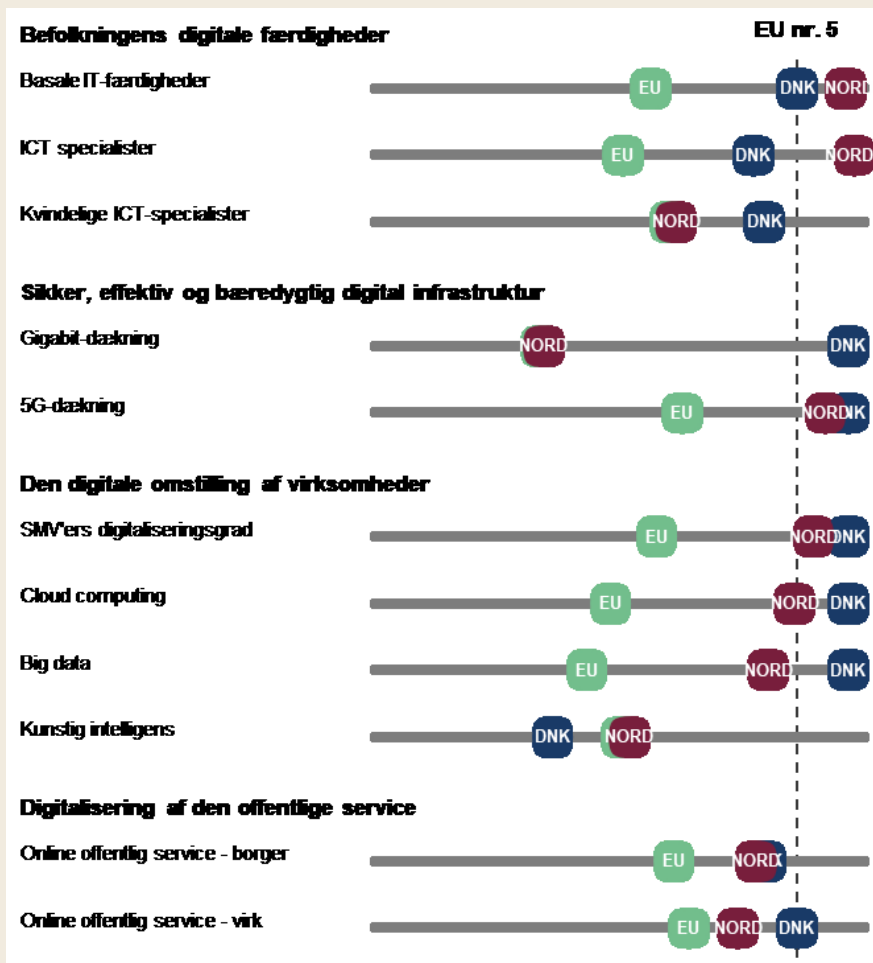 Befolkningens digitale færdigheder EU nr. 5
Basale IT-færdigheder EU DNK NORD
ICT specialister EU DNK NORD
Kvindelige ICT-specialister NORD DNK
Sikker, effektiv og bæredygtig digital infrastruktur
Gigabit-dækning NORD DNK
5G-dækning EU NORD NK
Den digitale omstilling af virksomheder
SMV'ers digitaliseringsgrad EU NORD DNK
Cloud computing EU NORD DNK
Big data EU NORD DNK
Kunstig intelligens DNK NORD
Digitalisering af den offentlige service
Online offentlig service - borger EU NORD
Online offentlig service - virk EU NORD DNK